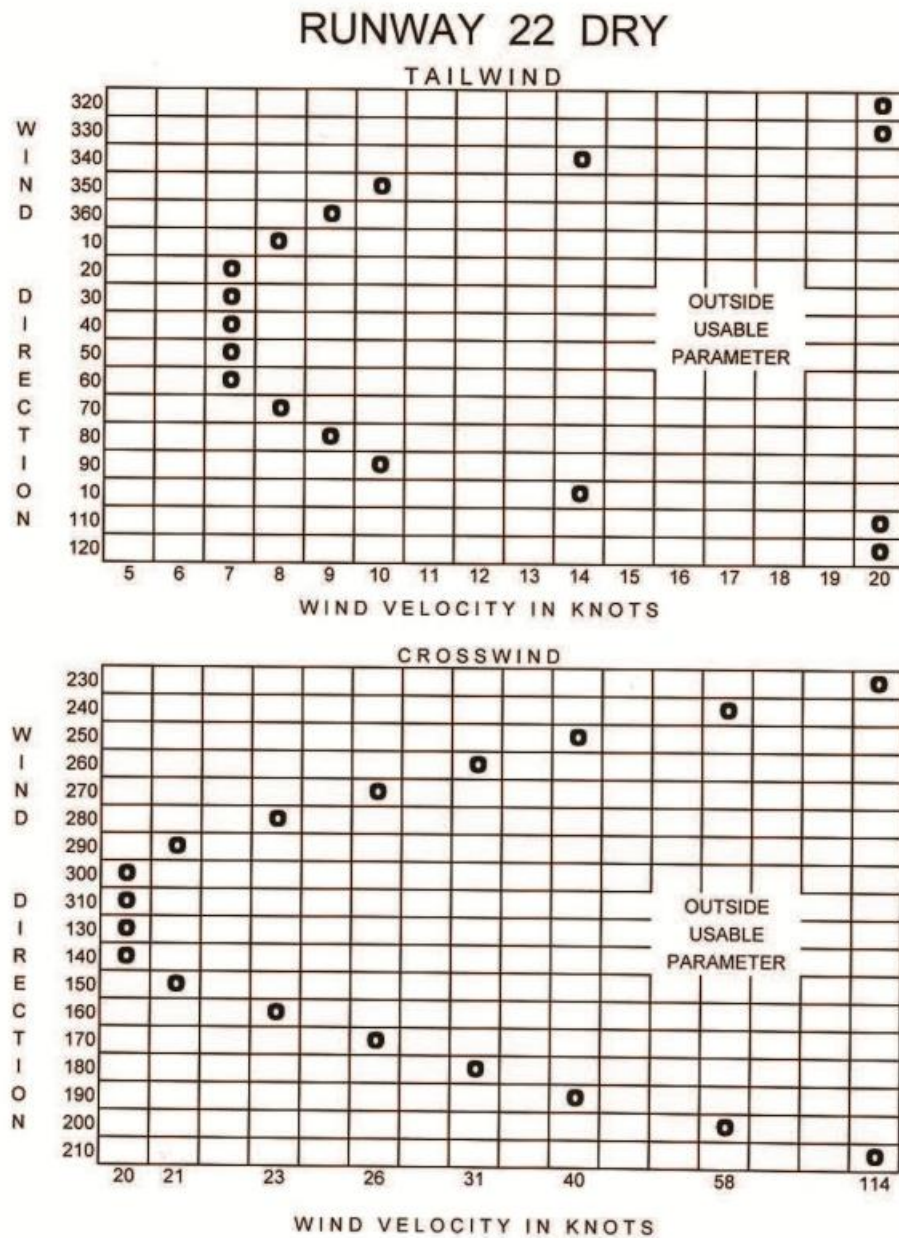 RUNWAY 22 DRY
TAILWIND
320
W 330
I 340
N 350
D 360
10
20
D 30 OUTSIDE
I 40 USABLE
R 50 PARAMETER
E 60
C 70
T 80
I 90
O 10
N 110
120
5 6 7 8 9 10 11 12 13 14 15 16 17 18 19 20
WIND VELOCITY IN KNOTS
CROSSWIND
230
240
W 250
I 260
N 270
D 280
290
300
D 310 OUTSIDE
I 130 USABLE
R 140 PARAMETER
E 150
C 160
T 170
I 180
O 190
N 200
210
20 21 23 26 31 40 58 114
WIND VELOCITY IN KNOTS